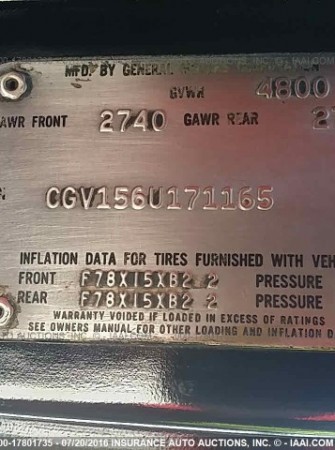 MFD. BY GENERAL
GVWR 4800
GAWR FRONT 2740 GAWR REAR 2
CGV156U171165
INFLATION DATA FOR TIRES FURNISHED WITH VEH
FRONT F78X15XB2 2 PRESSURE
REAR F78X15XB2 2 PRESSURE
WARRANTY VOIDED IF LOADED IN EXCESS OF RATINGS
SEE OWNERS MANUAL FOR OTHER LOADING AND INFLATION D
00-17801735 - 07/20/2016 INSURANCE AUTO AUCTIONS, INC. © - IAAI.COM